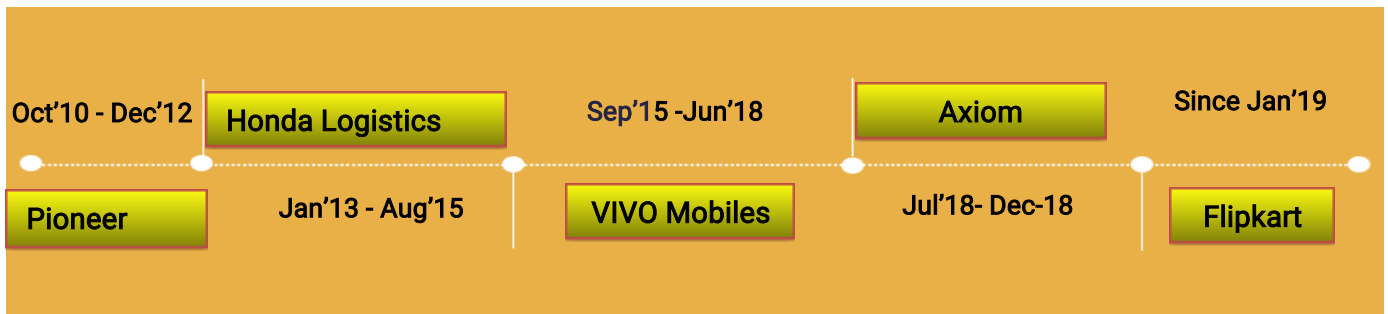 Oct’10 - Dec’12
Pioneer
Honda Logistics
Jan’13 - Aug’15
Sep’15 -Jun’18
VIVO Mobiles
Axiom
Jul’18- Dec-18
Since Jan’19
Flipkart